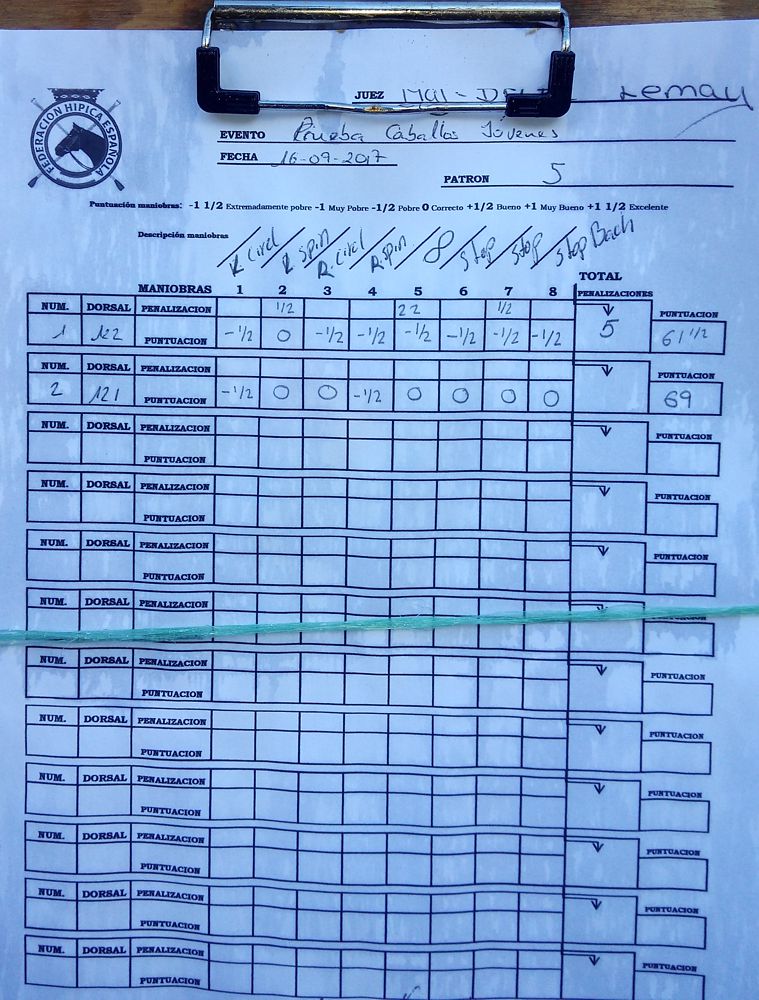 JUEZ Lemay
FEDERACIÓN HIPICA ESPAÑOLA
EVENTO Prueba Caballos Jóvenes
FECHA 16-09-2017
PATRON 5
Puntuación maniobras: -1 1/2 Extremadamente pobre -1 Muy Pobre -1/2 Pobre 0 Correcto +1/2 Bueno +1 Muy Bueno +1 1/2 Excelente
Descripción maniobras R Circl R Spin R. Circl R. Spin 8 Stop Stop Stop Back
MANIOBRAS 1 2 3 4 5 6 7 8 TOTAL PENALIZACIONES
NUM. DORSAL PENALIZACION 1/2 2 2 1/2 PUNTUACION
1 122 PUNTUACION -1/2 0 -1/2 -1/2 -1/2 -1/2 -1/2 -1/2 5 61 1/2
NUM. DORSAL PENALIZACION PUNTUACION
2 121 PUNTUACION -1/2 0 0 -1/2 0 0 0 0 69
NUM. DORSAL PENALIZACION PUNTUACION
PUNTUACION
NUM. DORSAL PENALIZACION PUNTUACION
PUNTUACION
NUM. DORSAL PENALIZACION PUNTUACION
PUNTUACION
NUM. DORSAL PENALIZACION PUNTUACION
PUNTUACION
NUM. DORSAL PENALIZACION PUNTUACION
PUNTUACION
NUM. DORSAL PENALIZACION PUNTUACION
PUNTUACION
NUM. DORSAL PENALIZACION PUNTUACION
PUNTUACION
NUM. DORSAL PENALIZACION PUNTUACION
PUNTUACION
NUM. DORSAL PENALIZACION PUNTUACION
PUNTUACION
NUM. DORSAL PENALIZACION PUNTUACION
PUNTUACION